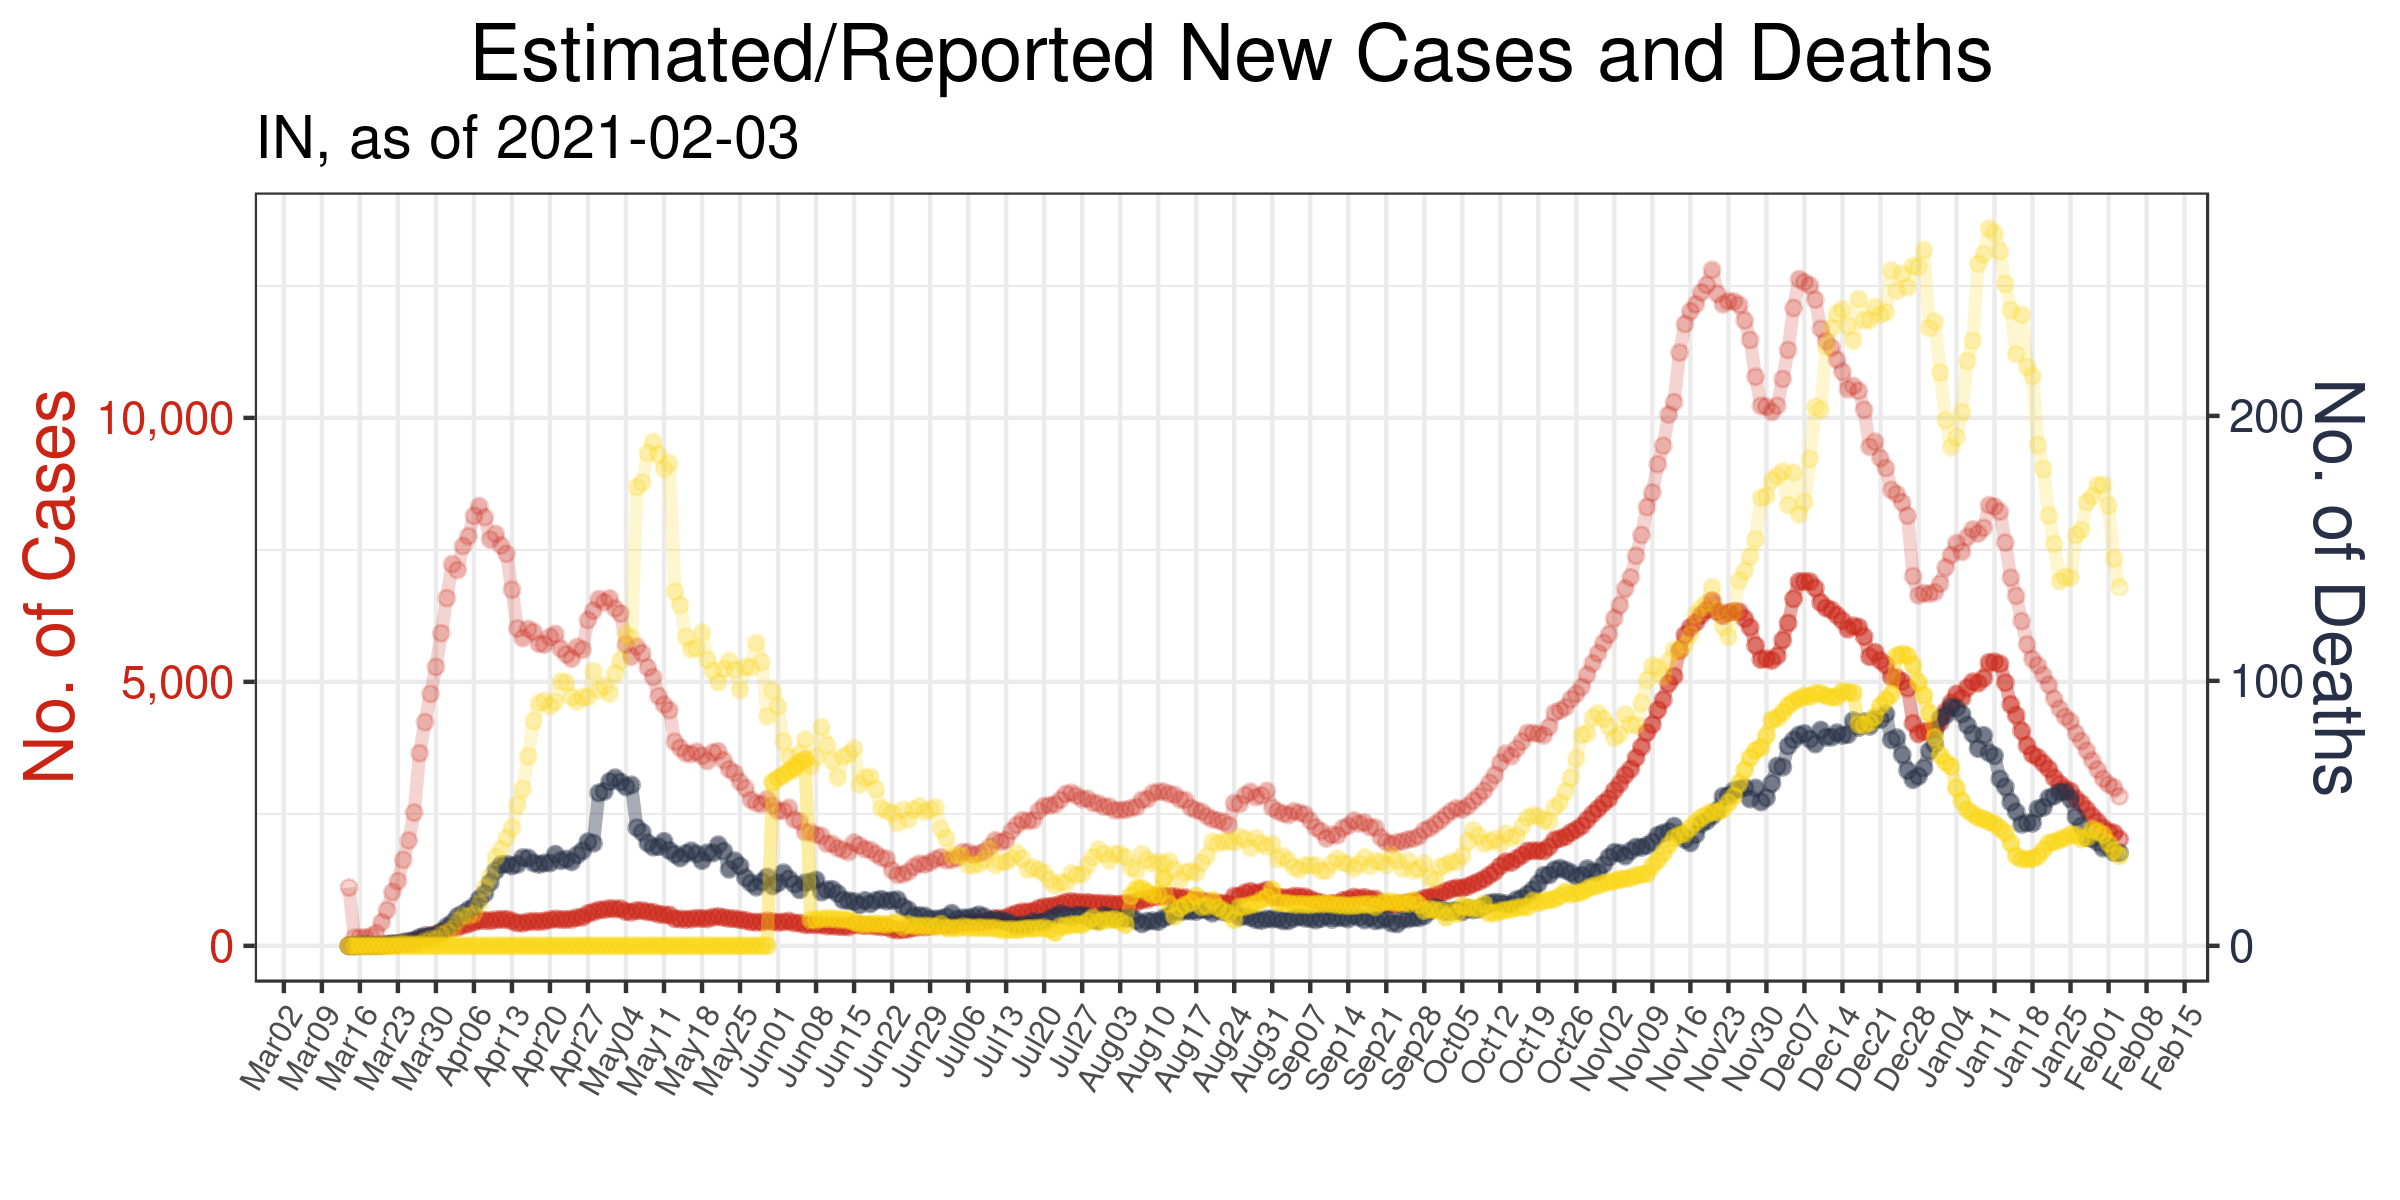 Estimated/Reported New Cases and Deaths
IN, as of 2021-02-03
No. of Cases
10,000
5,000
0
200
100
0
No. of Deaths
Mar02
Mar09
Mar16
Mar23
Mar30
Apr06
Apr13
Apr20
Apr27
May04
May11
May18
May25
Jun01
Jun08
Jun15
Jun22
Jun29
Jul06
Jul13
Jul20
Jul27
Aug03
Aug10
Aug17
Aug24
Aug31
Sep07
Sep14
Sep21
Sep28
Oct05
Oct12
Oct19
Oct26
Nov02
Nov09
Nov16
Nov23
Nov30
Dec07
Dec14
Dec21
Dec28
Jan04
Jan11
Jan18
Jan25
Feb01
Feb08
Feb15